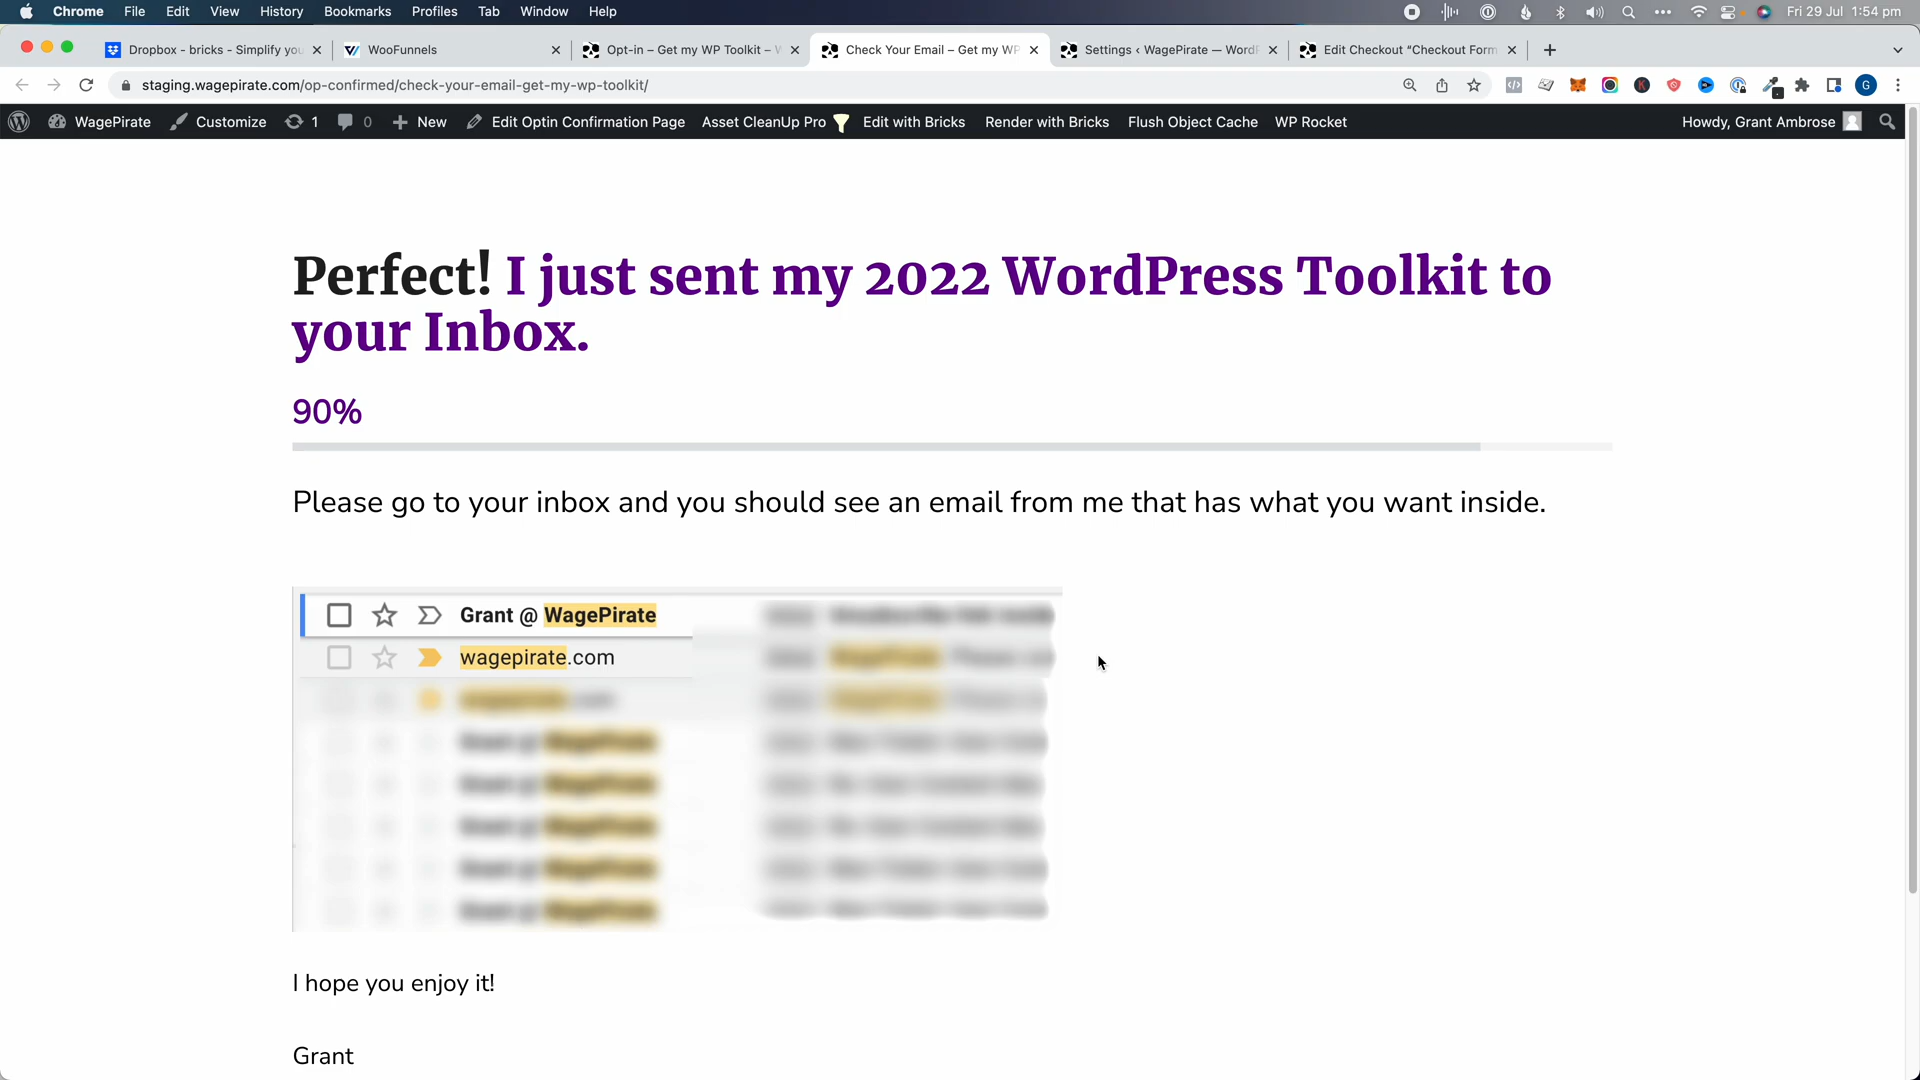 Chrome File Edit View History Bookmarks Profiles Tab Window Help
Fri 29 Jul 1:54 pm
Dropbox - bricks - Simplify you
WooFunnels
Opt-in – Get my WP Toolkit –
Check Your Email – Get my WP
Settings ‹ WagePirate — WordP
Edit Checkout “Checkout Form
staging.wagepirate.com/op-confirmed/check-your-email-get-my-wp-toolkit/
G
WagePirate Customize 1 0 New Edit Optin Confirmation Page Asset CleanUp Pro Edit with Bricks Render with Bricks Flush Object Cache WP Rocket
Howdy, Grant Ambrose
Perfect! I just sent my 2022 WordPress Toolkit to
your Inbox.
90%
Please go to your inbox and you should see an email from me that has what you want inside.
Grant @ WagePirate
wagepirate.com
I hope you enjoy it!
Grant